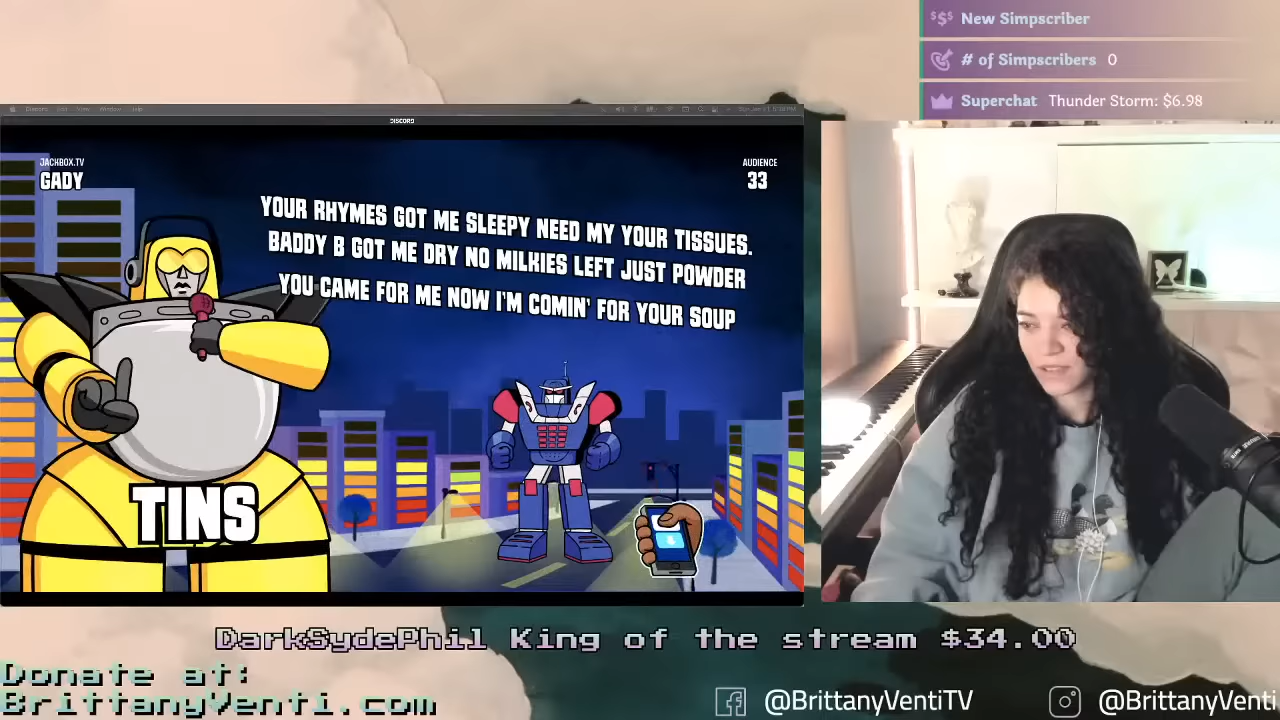 $$$ New Simpscriber
# of Simpscribers 0
Superchat Thunder Storm: $6.98
DISCORD
JACKBOX.TV
GADY
AUDIENCE
33
YOUR RHYMES GOT ME SLEEPY NEED MY YOUR TISSUES.
BADDY B GOT ME DRY NO MILKIES LEFT JUST POWDER
YOU CAME FOR ME NOW I'M COMIN' FOR YOUR SOUP
TINS
DarkSydePhil King of the stream $34.00
Donate at:
BrittanyVenti.com
@BrittanyVentiTV
@BrittanyVenti